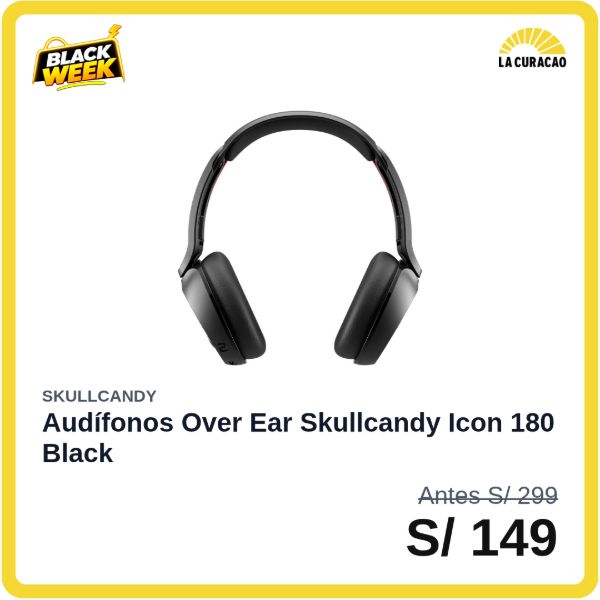 BLACK
WEEK
LA CURACAO
SKULLCANDY
Audífonos Over Ear Skullcandy Icon 180
Black
Antes S/ 299
S/ 149